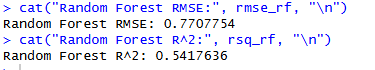 > cat("Random Forest RMSE:", rmse_rf, "\n")
Random Forest RMSE: 0.7707754
> cat("Random Forest R^2:", rsq_rf, "\n")
Random Forest R^2: 0.5417636